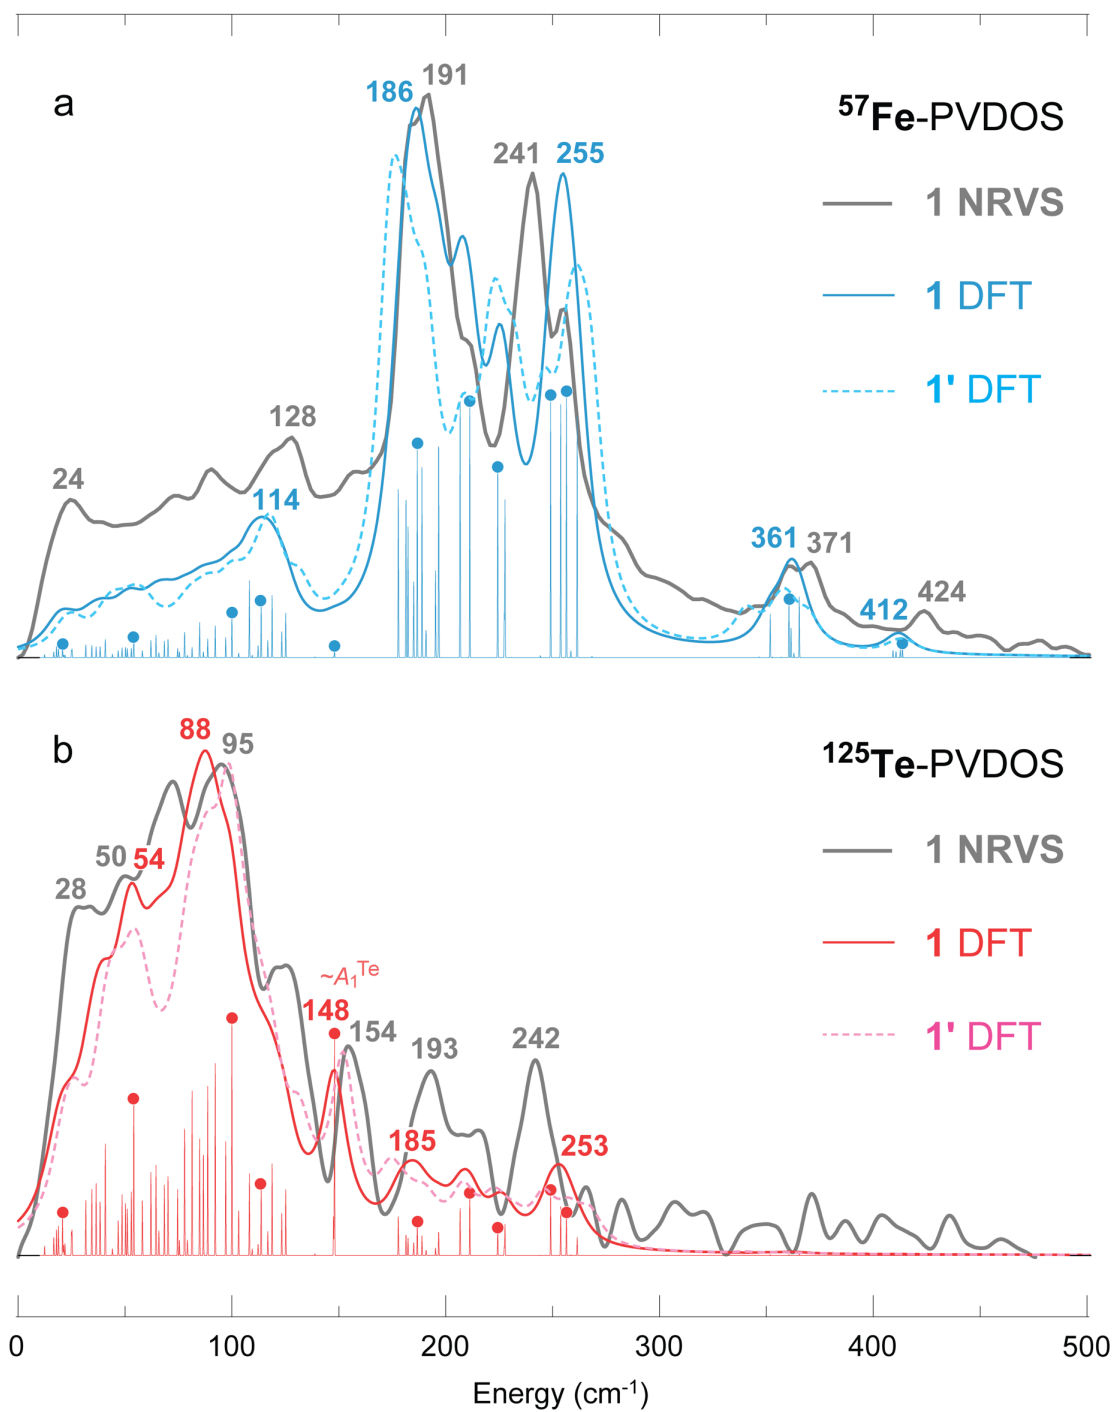 a
186
191
241
255
24
128
114
361
371
412
424
⁵⁷Fe-PVDOS
1 NRVS
1 DFT
1' DFT
b
88
95
50
54
28
~A₁ᵀᵉ
148
154
193
242
185
253
¹²⁵Te-PVDOS
1 NRVS
1 DFT
1' DFT
0 100 200 300 400 500
Energy (cm⁻¹)